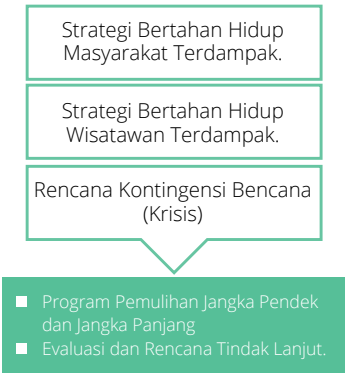 Strategi Bertahan Hidup
Masyarakat Terdampak.
Strategi Bertahan Hidup
Wisatawan Terdampak.
Rencana Kontingensi Bencana
(Krisis)
Program Pemulihan Jangka Pendek
dan Jangka Panjang
Evaluasi dan Rencana Tindak Lanjut.